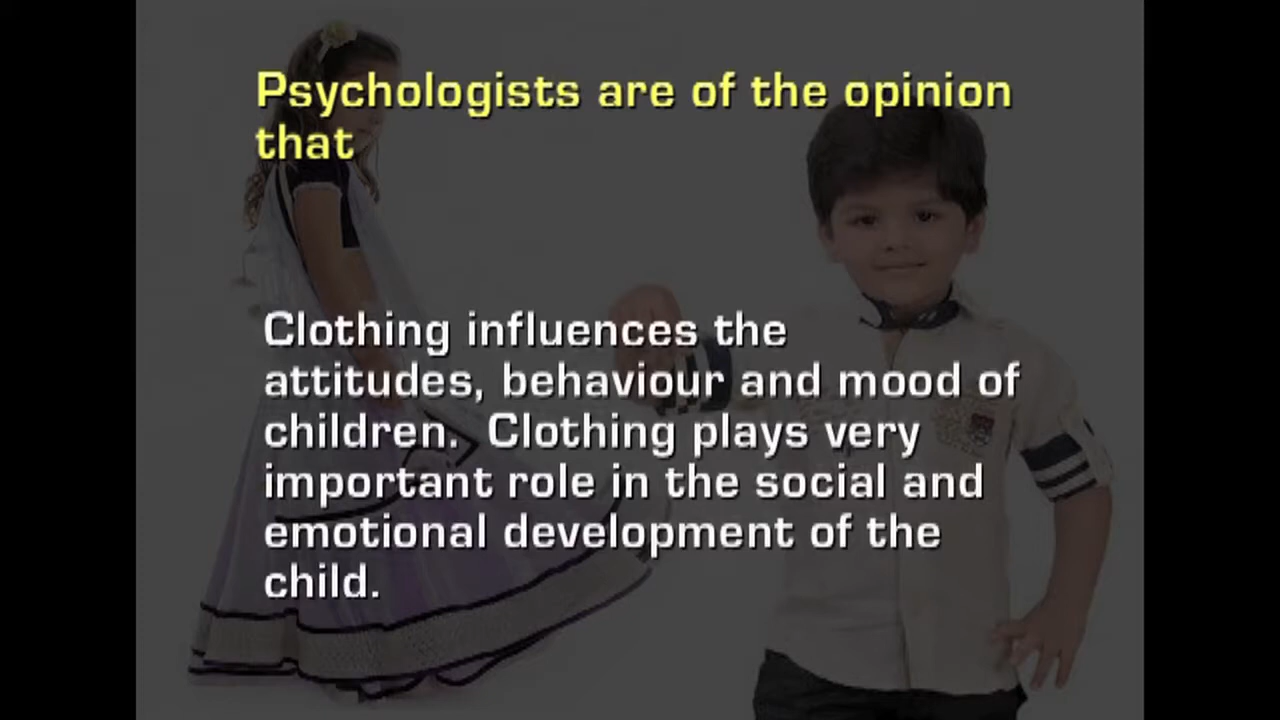 Psychologists are of the opinion
that
Clothing influences the
attitudes, behaviour and mood of
children. Clothing plays very
important role in the social and
emotional development of the
child.